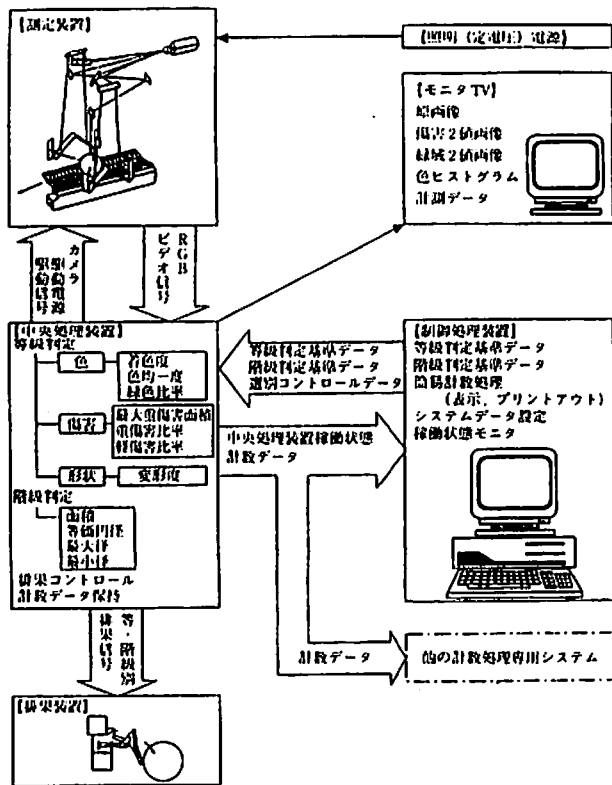 【測定装置】
【照明(定電圧)電源】
【モニタTV】
原画像
傷害2値画像
緑域2値画像
色ヒストグラム
計測データ
カメラ
駆動電源
駆動信号
RGB
ビデオ信号
【中央処理装置】
等級判定
色
着色度
色均一度
緑色比率
傷害
最大重傷害面積
重傷害比率
軽傷害比率
形状
変形度
階級判定
面積
等価円径
最大径
最小径
排果コントロール
計数データ保持
等級判定基準データ
階級判定基準データ
選別コントロールデータ
中央処理装置稼働状態
計数データ
【制御処理装置】
等級判定基準データ
階級判定基準データ
簡易計数処理
(表示、プリントアウト)
システムデータ設定
稼働状態モニタ
等・階級別
排果信号
計数データ
他の計数処理専用システム
【排果装置】